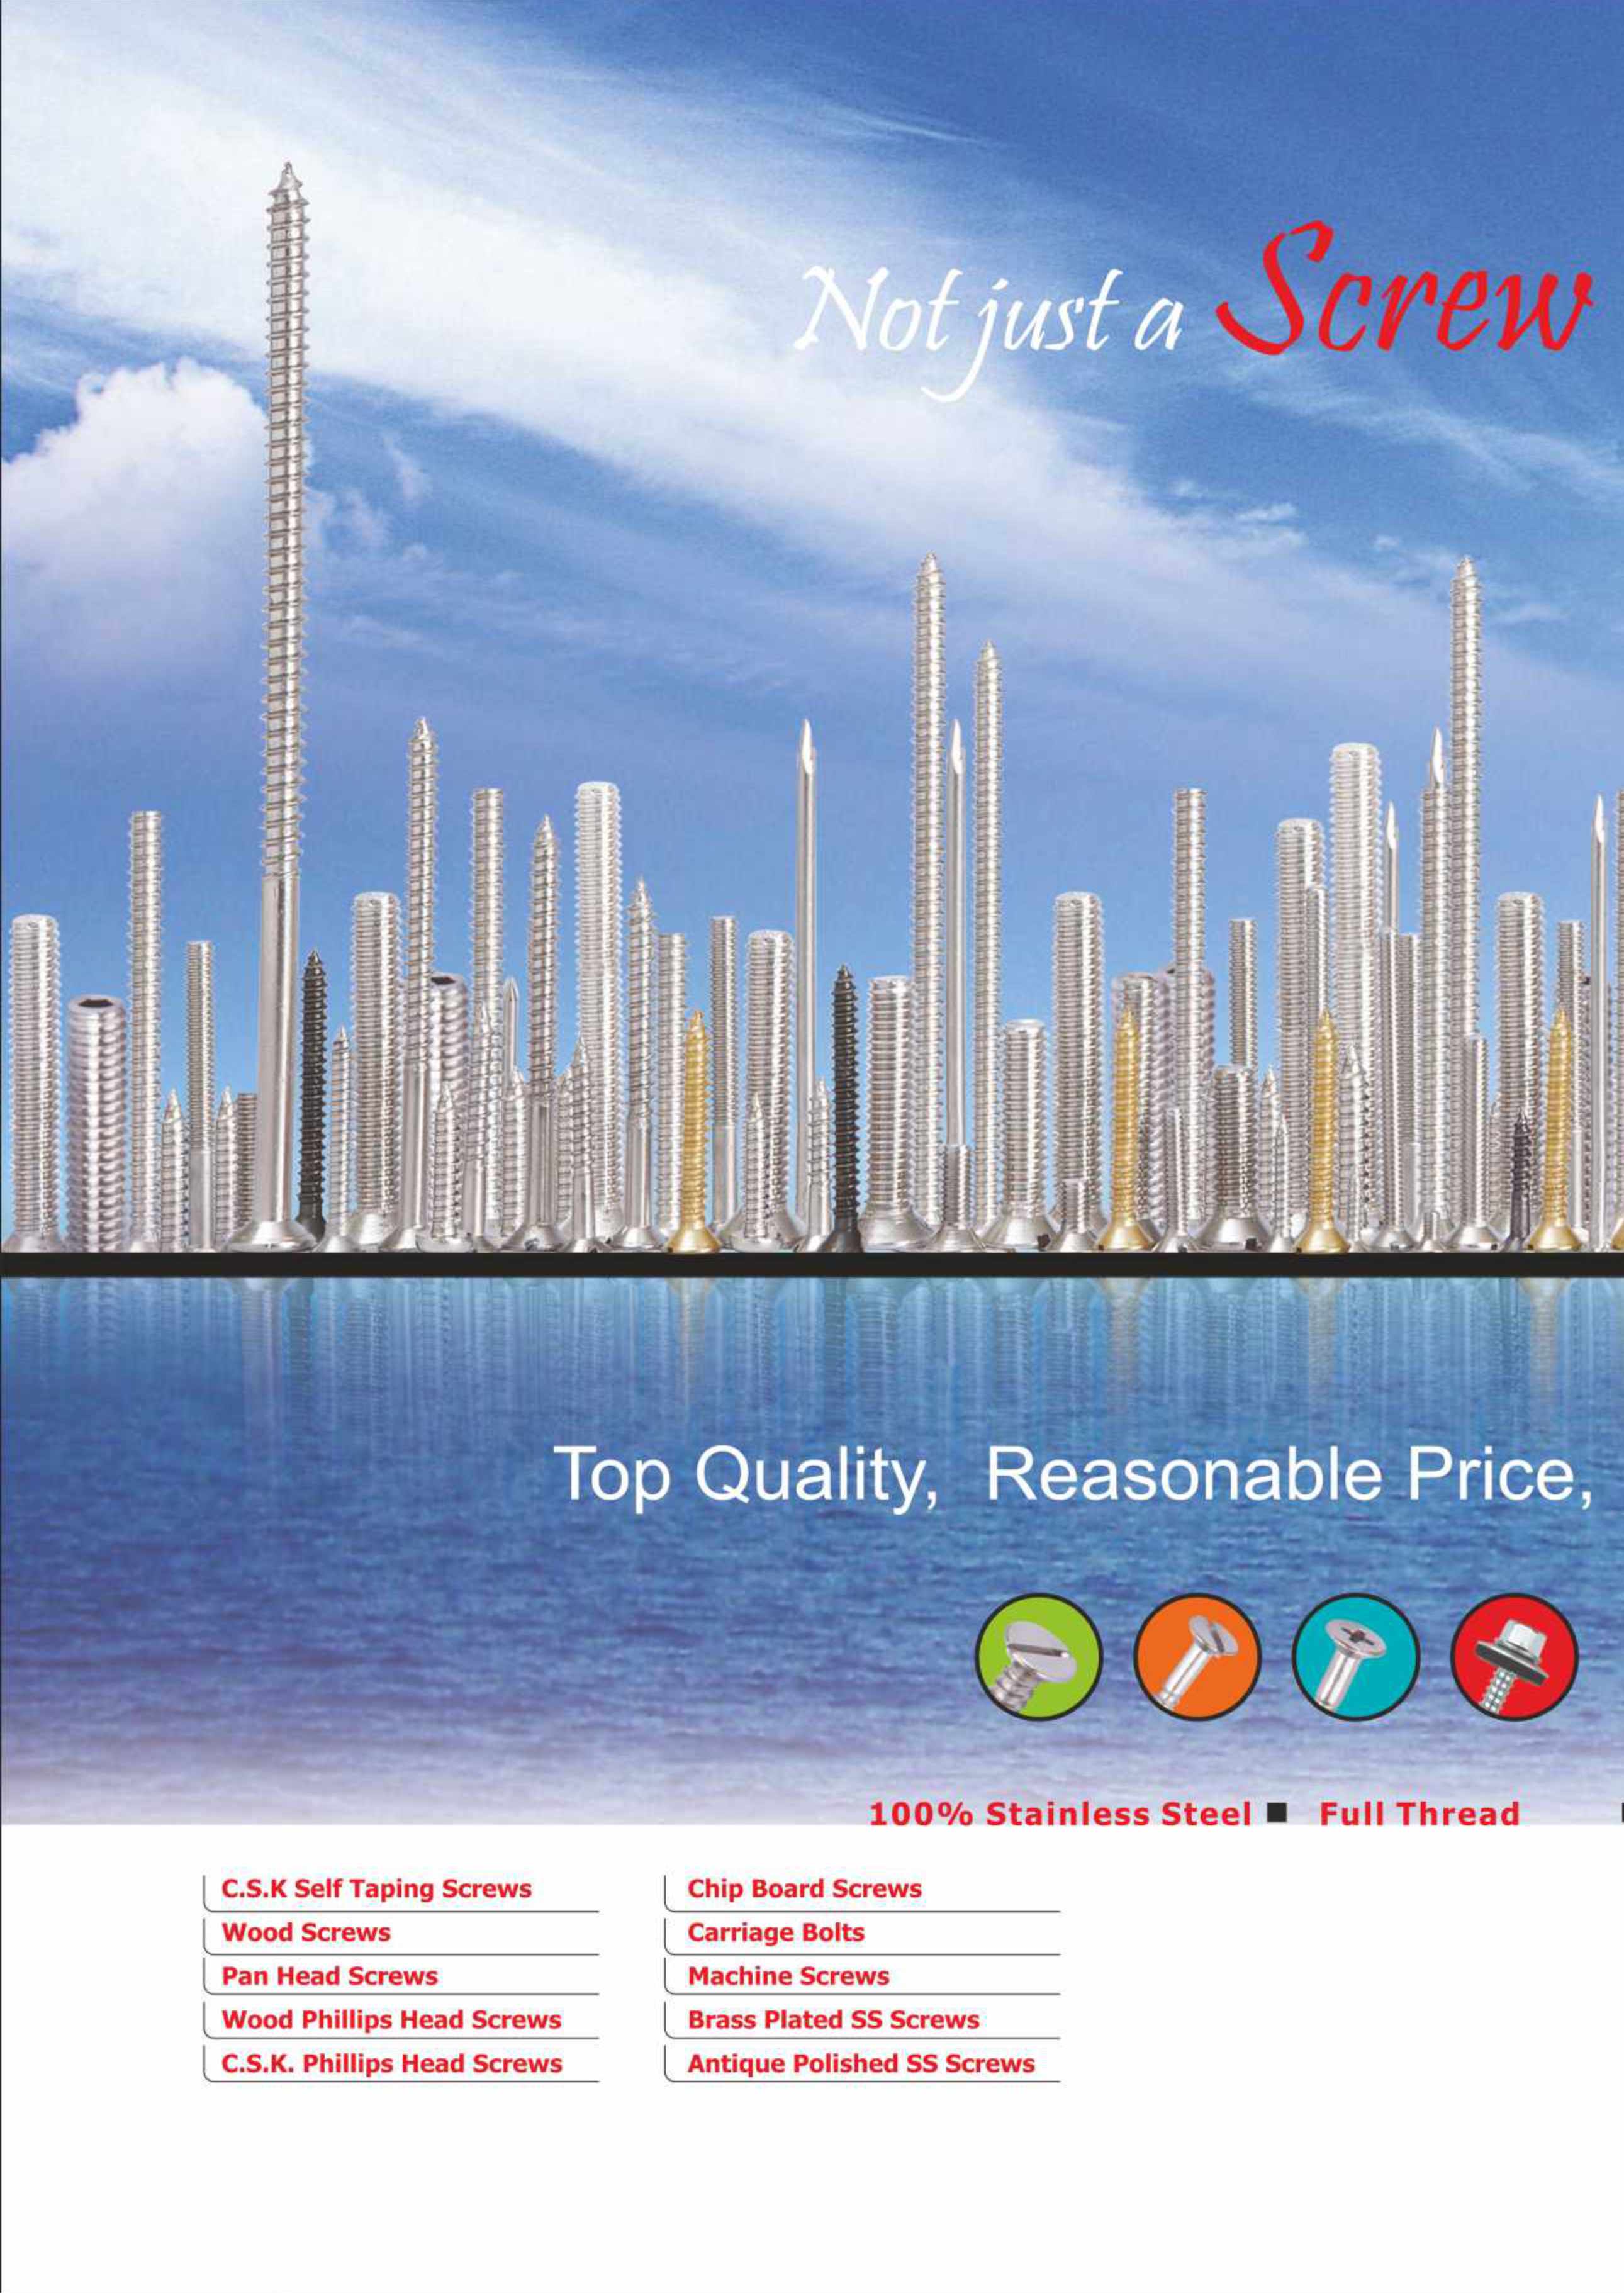 Not just a Screw
Top Quality, Reasonable Price,
100% Stainless Steel ■ Full Thread
C.S.K Self Taping Screws
Wood Screws
Pan Head Screws
Wood Phillips Head Screws
C.S.K. Phillips Head Screws
Chip Board Screws
Carriage Bolts
Machine Screws
Brass Plated SS Screws
Antique Polished SS Screws